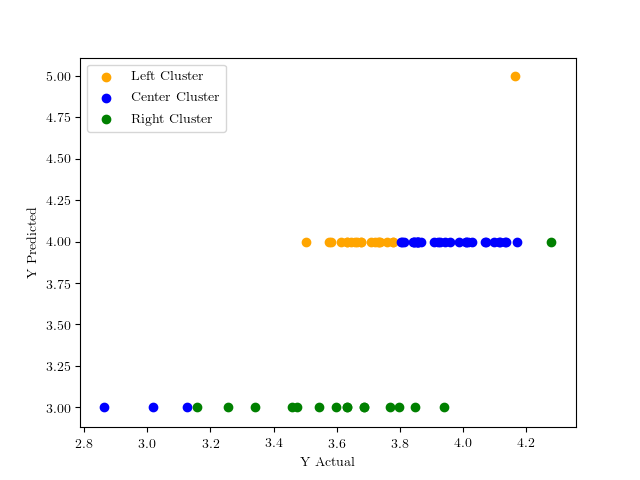 5.00
4.75
4.50
4.25
4.00
3.75
3.50
3.25
3.00
Y Predicted
Left Cluster
Center Cluster
Right Cluster
2.8 3.0 3.2 3.4 3.6 3.8 4.0 4.2
Y Actual